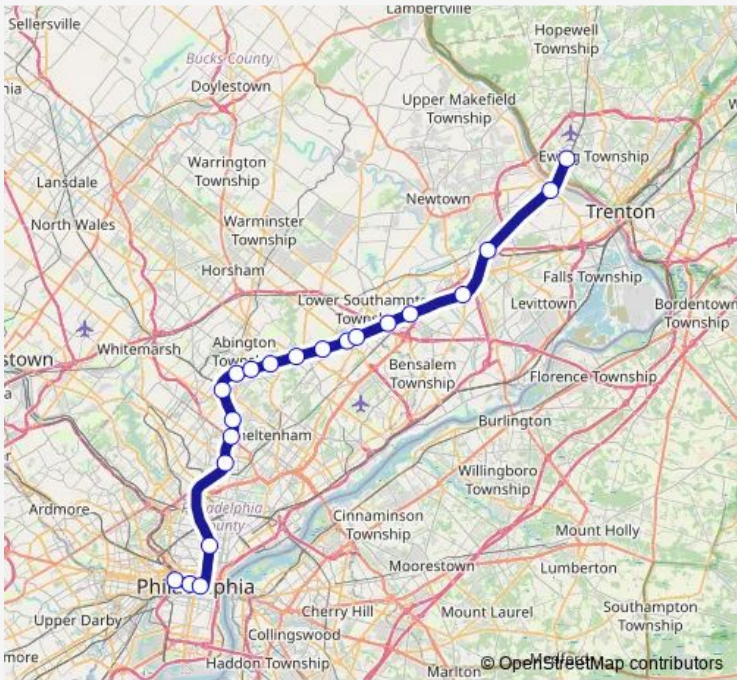 Lambertville
Sellersville
Hopewell
Township
Bucks County
Doylestown
Upper Makefield
Township
Ewing Township
Warrington
Township
Lansdale
Newtown
Trenton
North Wales
Warminster
Township
Horsham
Falls Township
Lower Southampton
Township
Levittown
Bordentown
Township
Whitemarsh
Abington
Township
stown
Bensalem
Township
Florence Township
Burlington
Cheltenham
Willingboro
Township
Ardmore
Philadelphia
County
Cinnaminson
Township
Mount Holly
Moorestown
Lumberton
Philadelphia
Cherry Hill
Mount Laurel
Southampton
Township
Upper Darby
Collingswood
more
Haddon Township
Marlton
© OpenStreetMap contributors